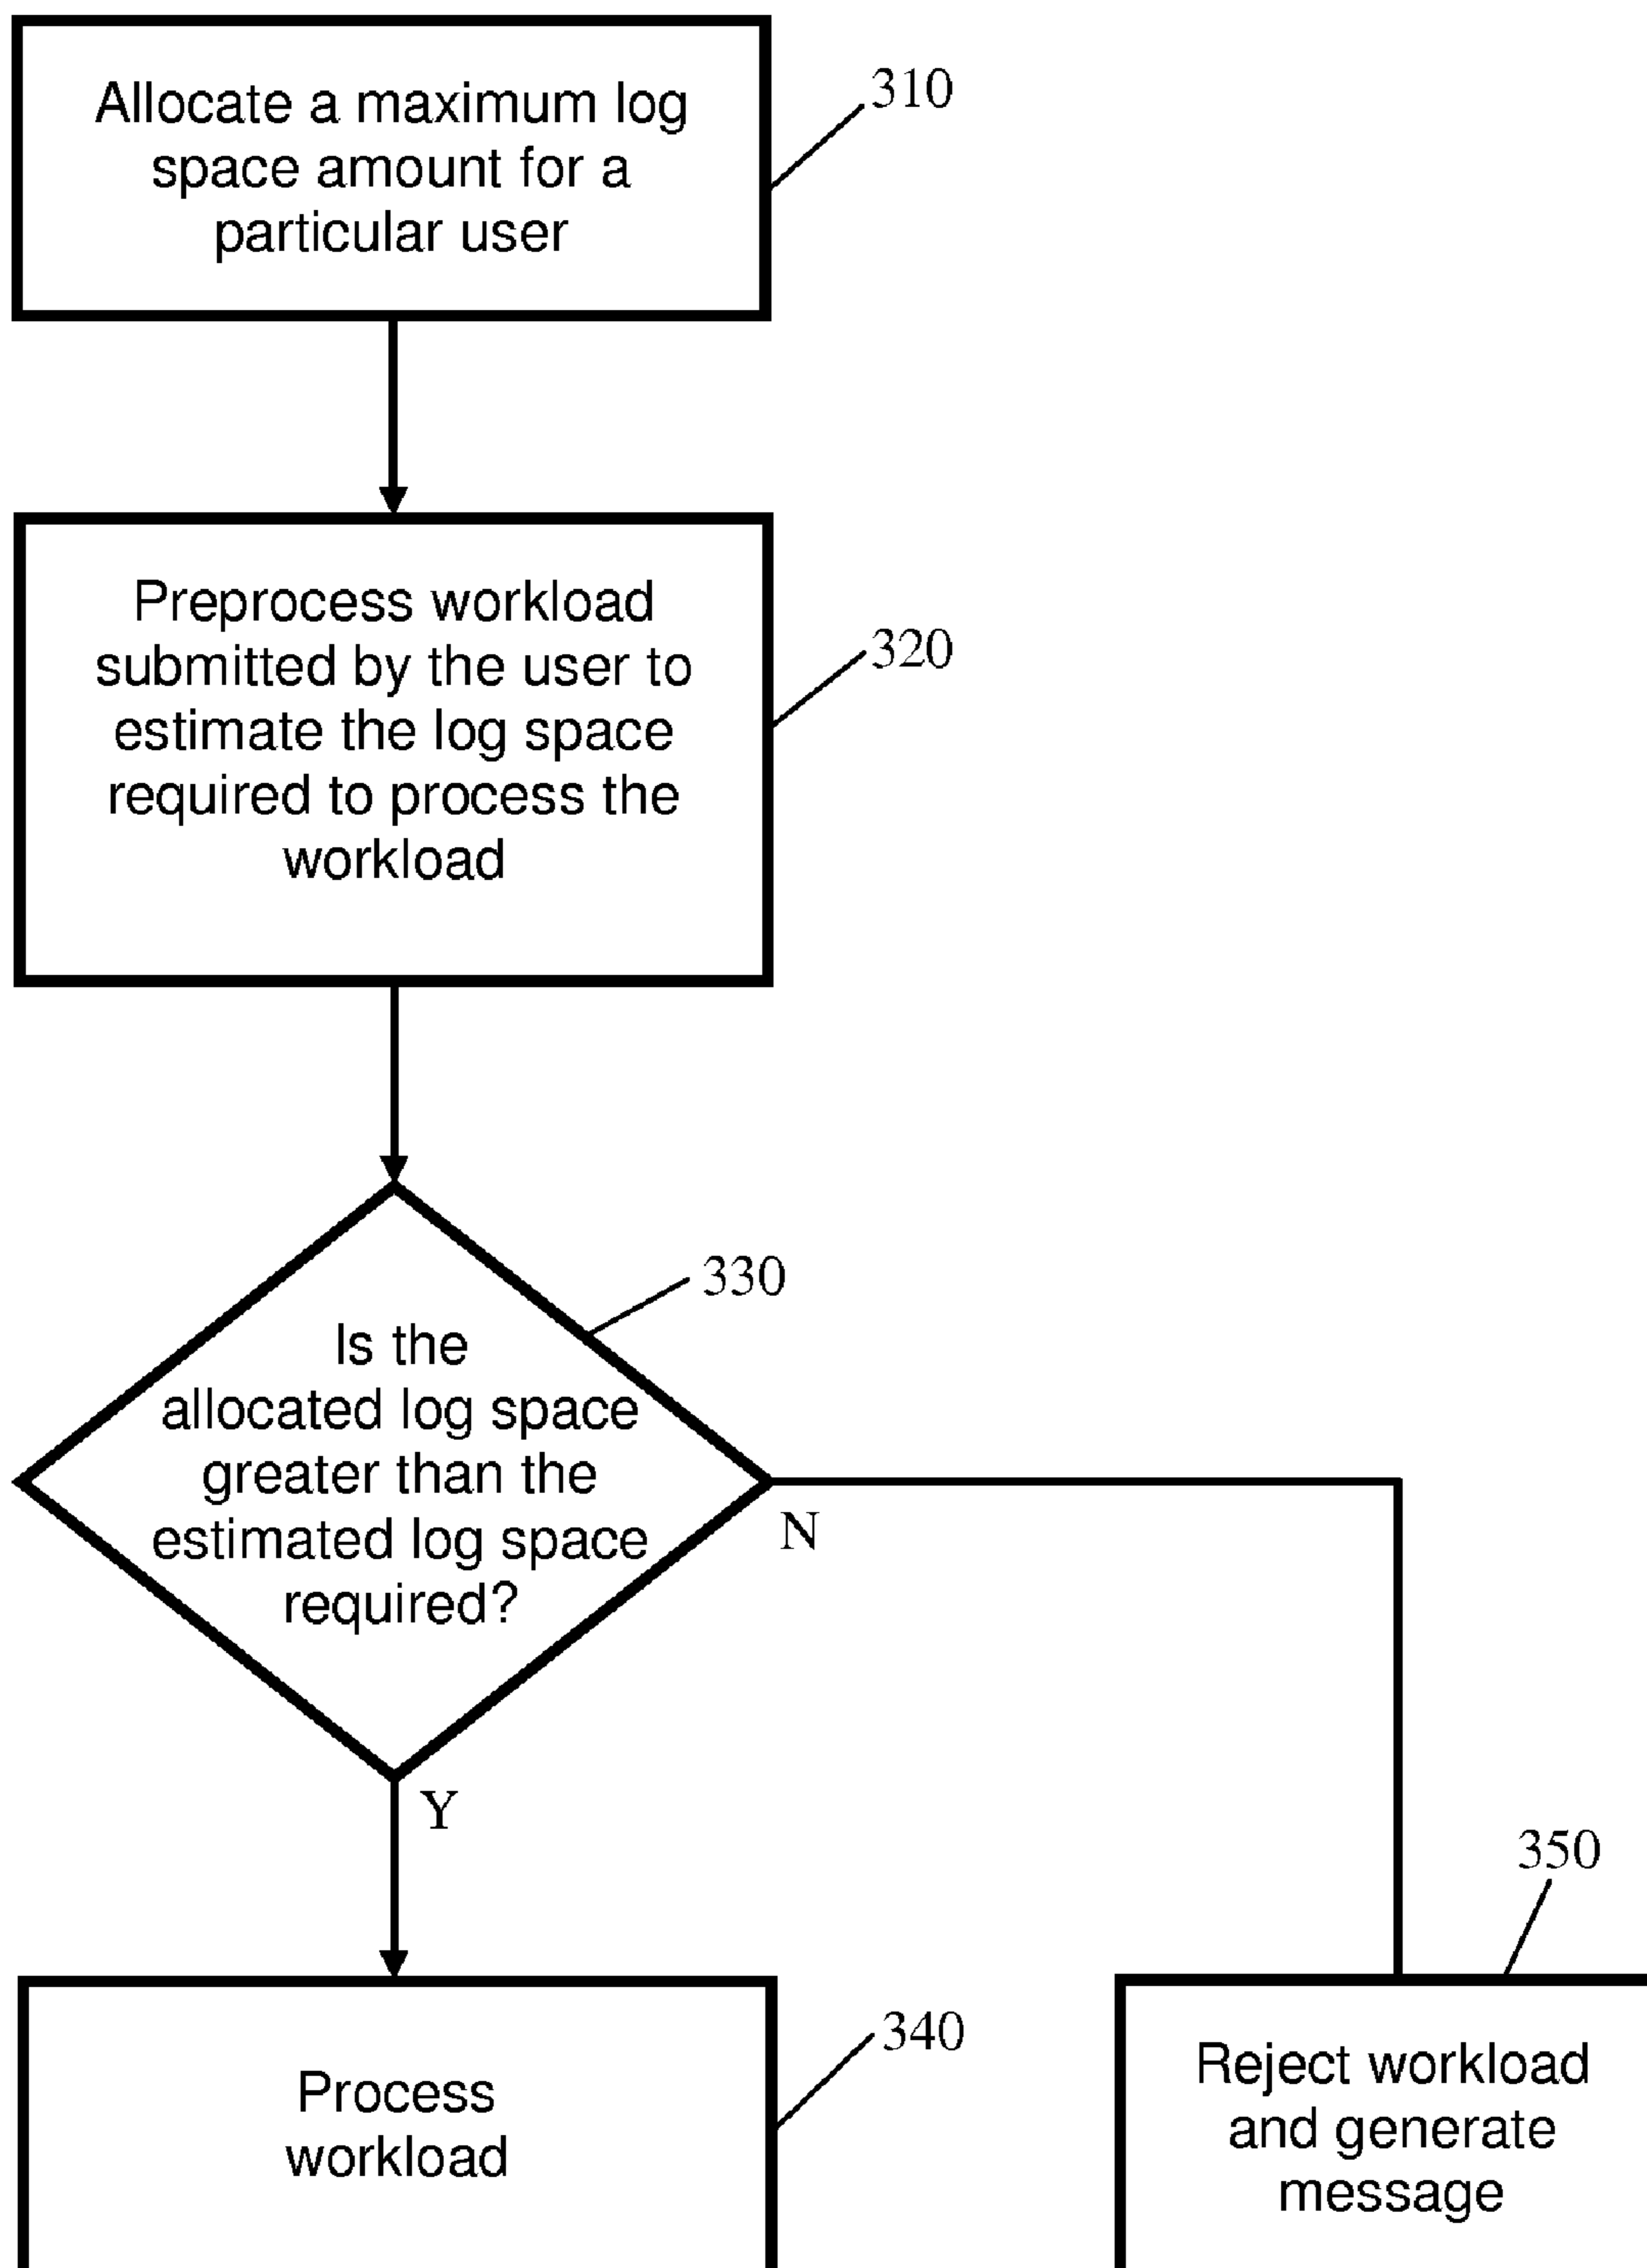 Allocate a maximum log
space amount for a
particular user
310
Preprocess workload
submitted by the user to
estimate the log space
required to process the
workload
320
330
Is the
allocated log space
greater than the
estimated log space
required?
N
Y
350
340
Process
workload
Reject workload
and generate
message